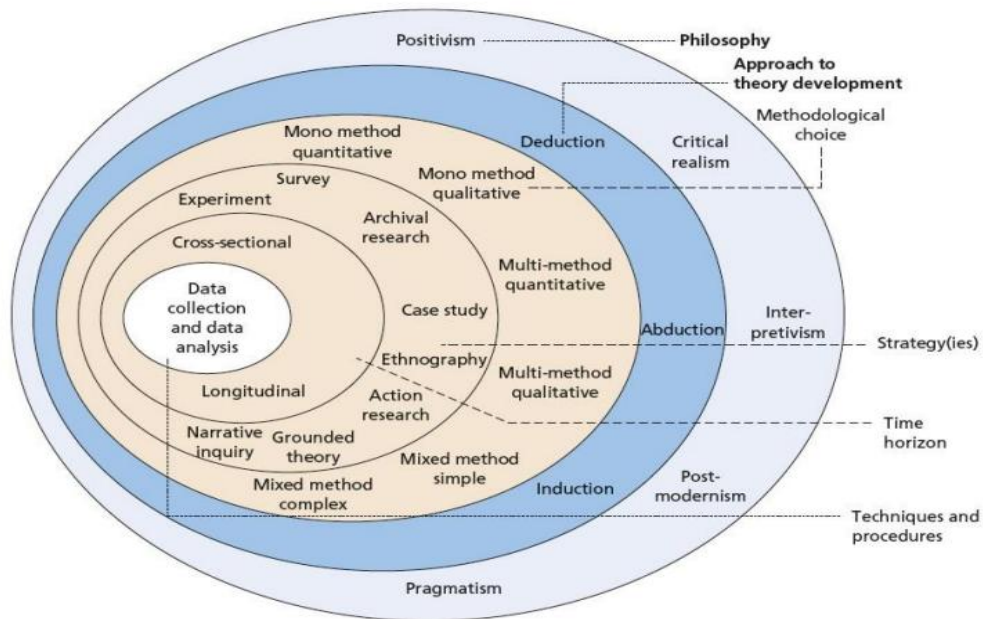 Positivism
Philosophy
Approach to
theory development
Methodological
choice
Mono method
quantitative
Deduction
Critical
realism
Survey
Mono method
qualitative
Experiment
Archival
research
Cross-sectional
Multi-method
quantitative
Data
collection
and data
analysis
Case study
Inter-
pretivism
Abduction
Strategy(ies)
Ethnography
Multi-method
qualitative
Longitudinal
Action
research
Time
horizon
Narrative
inquiry
Grounded
theory
Mixed method
simple
Mixed method
complex
Induction
Post-
modernism
Techniques and
procedures
Pragmatism